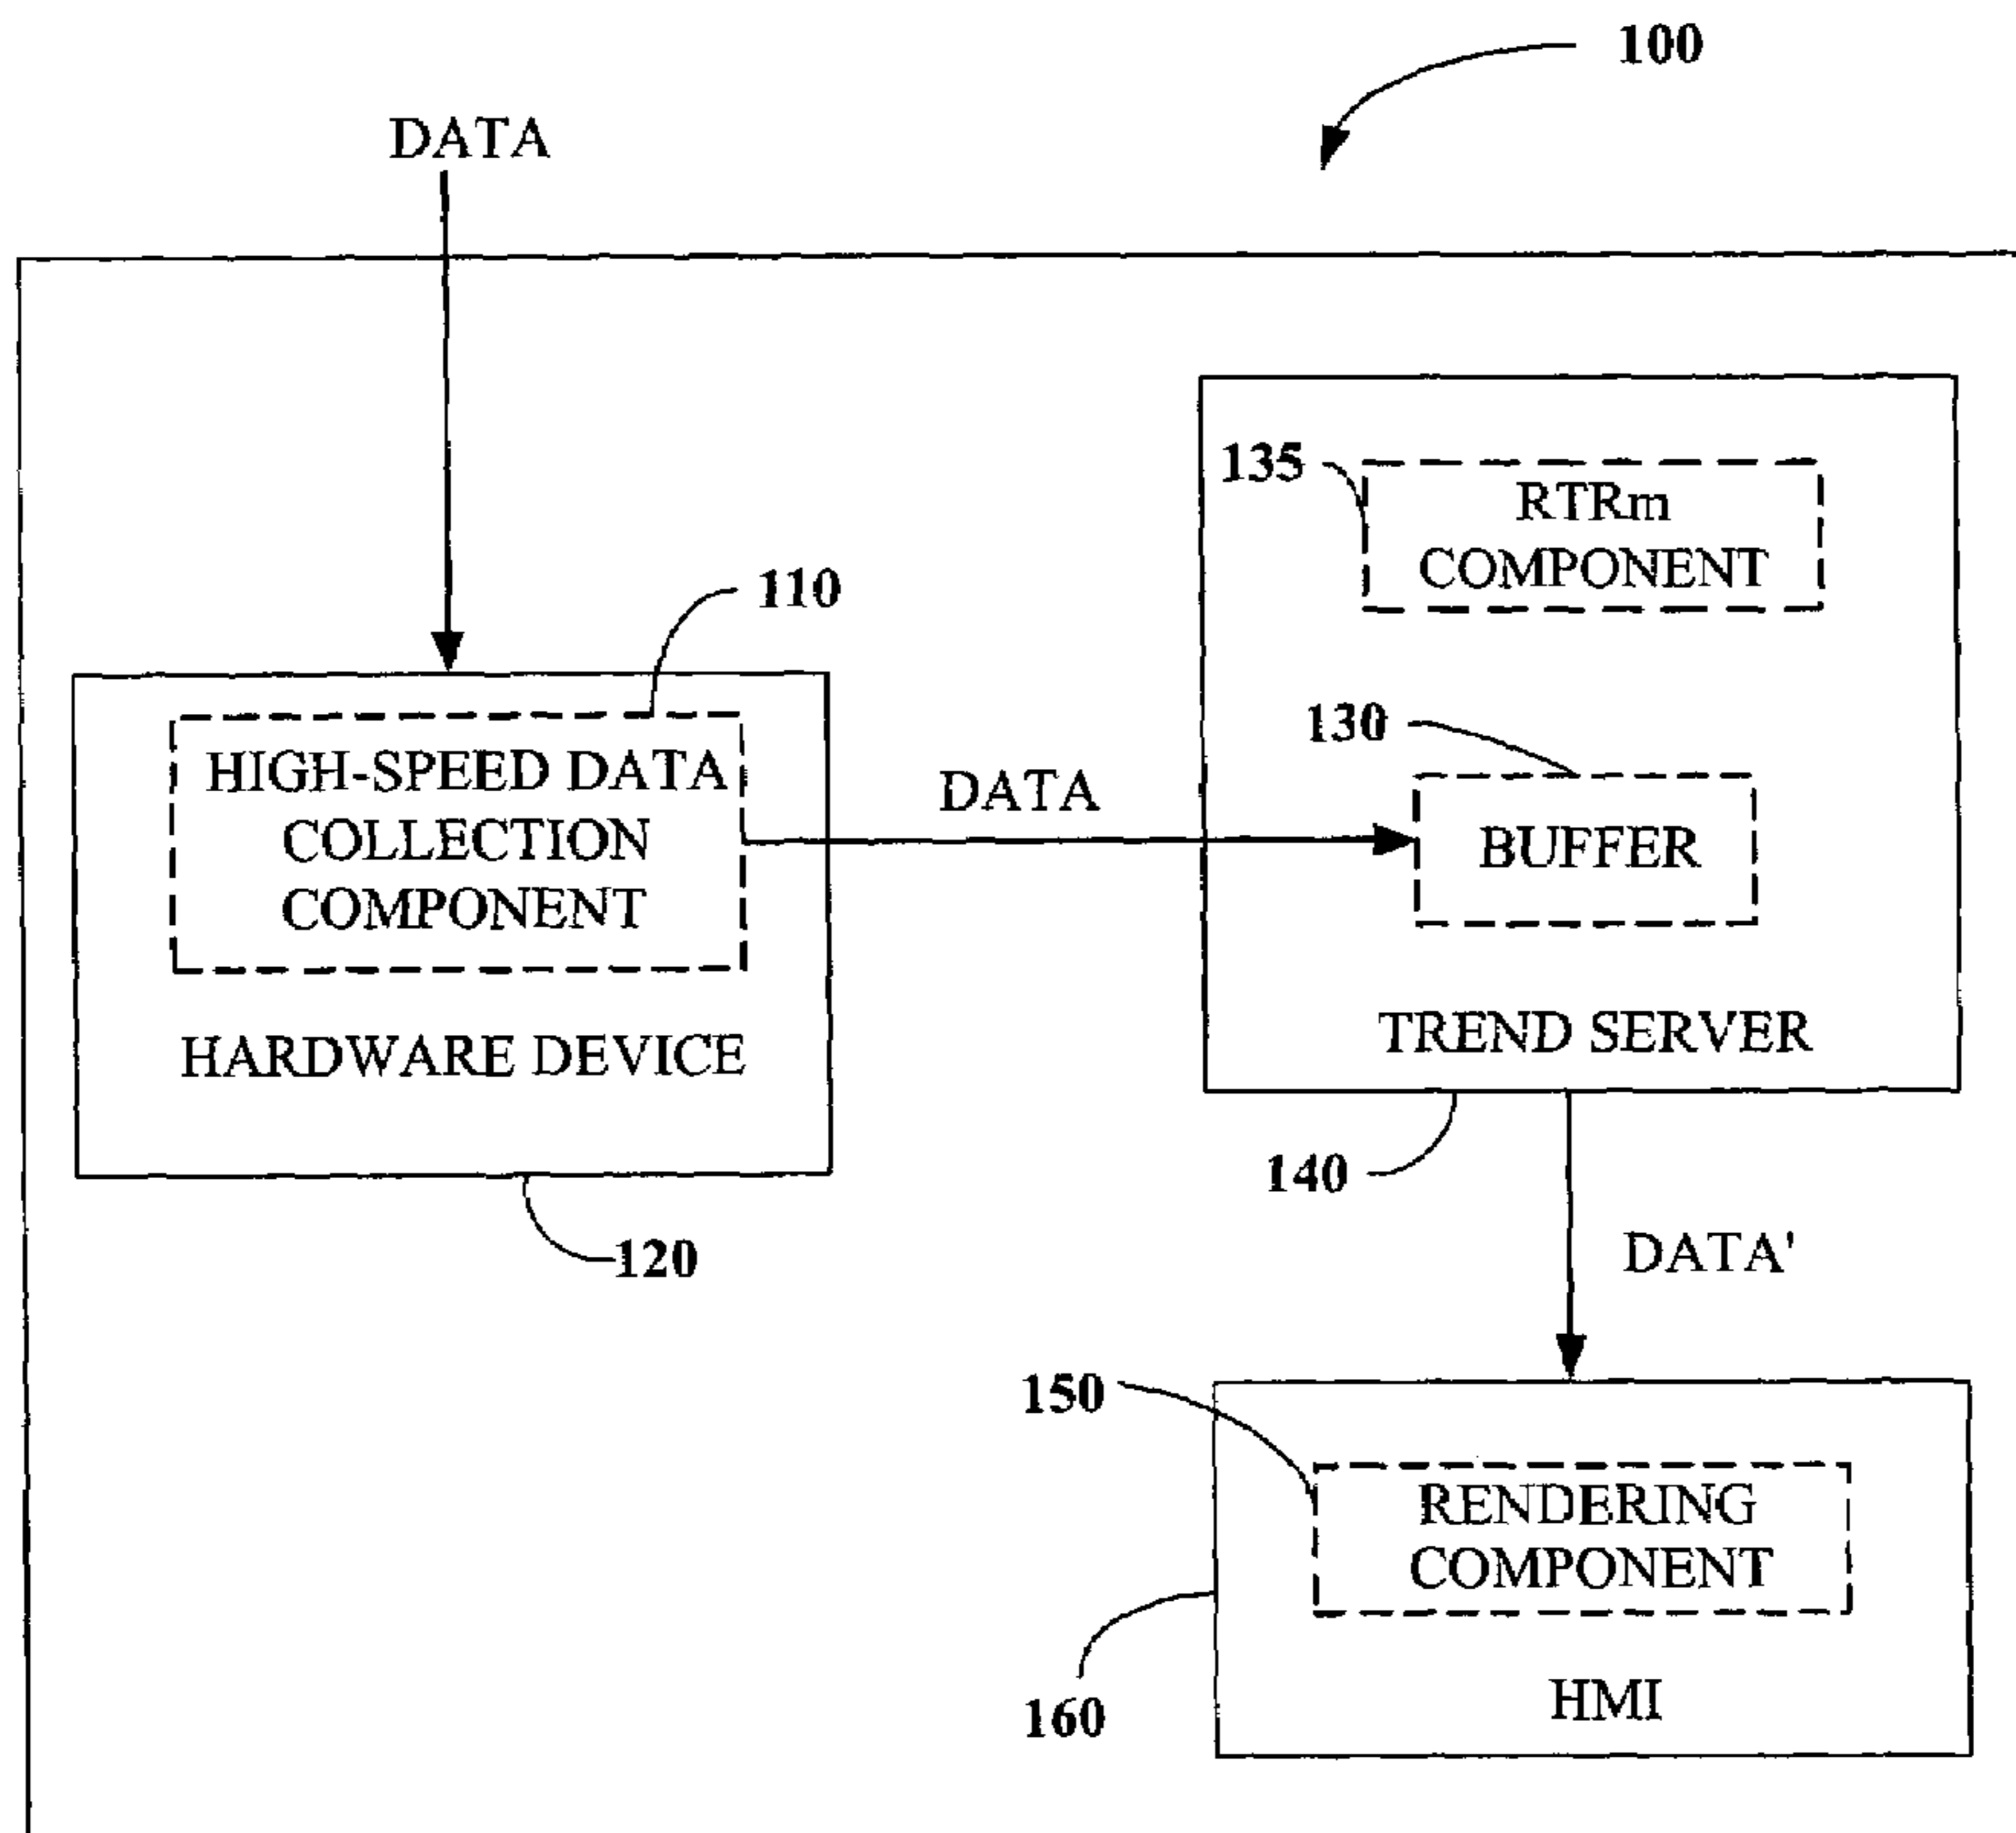 100
DATA
135
RTRm
COMPONENT
110
130
HIGH-SPEED DATA
COLLECTION
COMPONENT
DATA
BUFFER
HARDWARE DEVICE
TREND SERVER
140
120
DATA'
150
RENDERING
COMPONENT
160
HMI